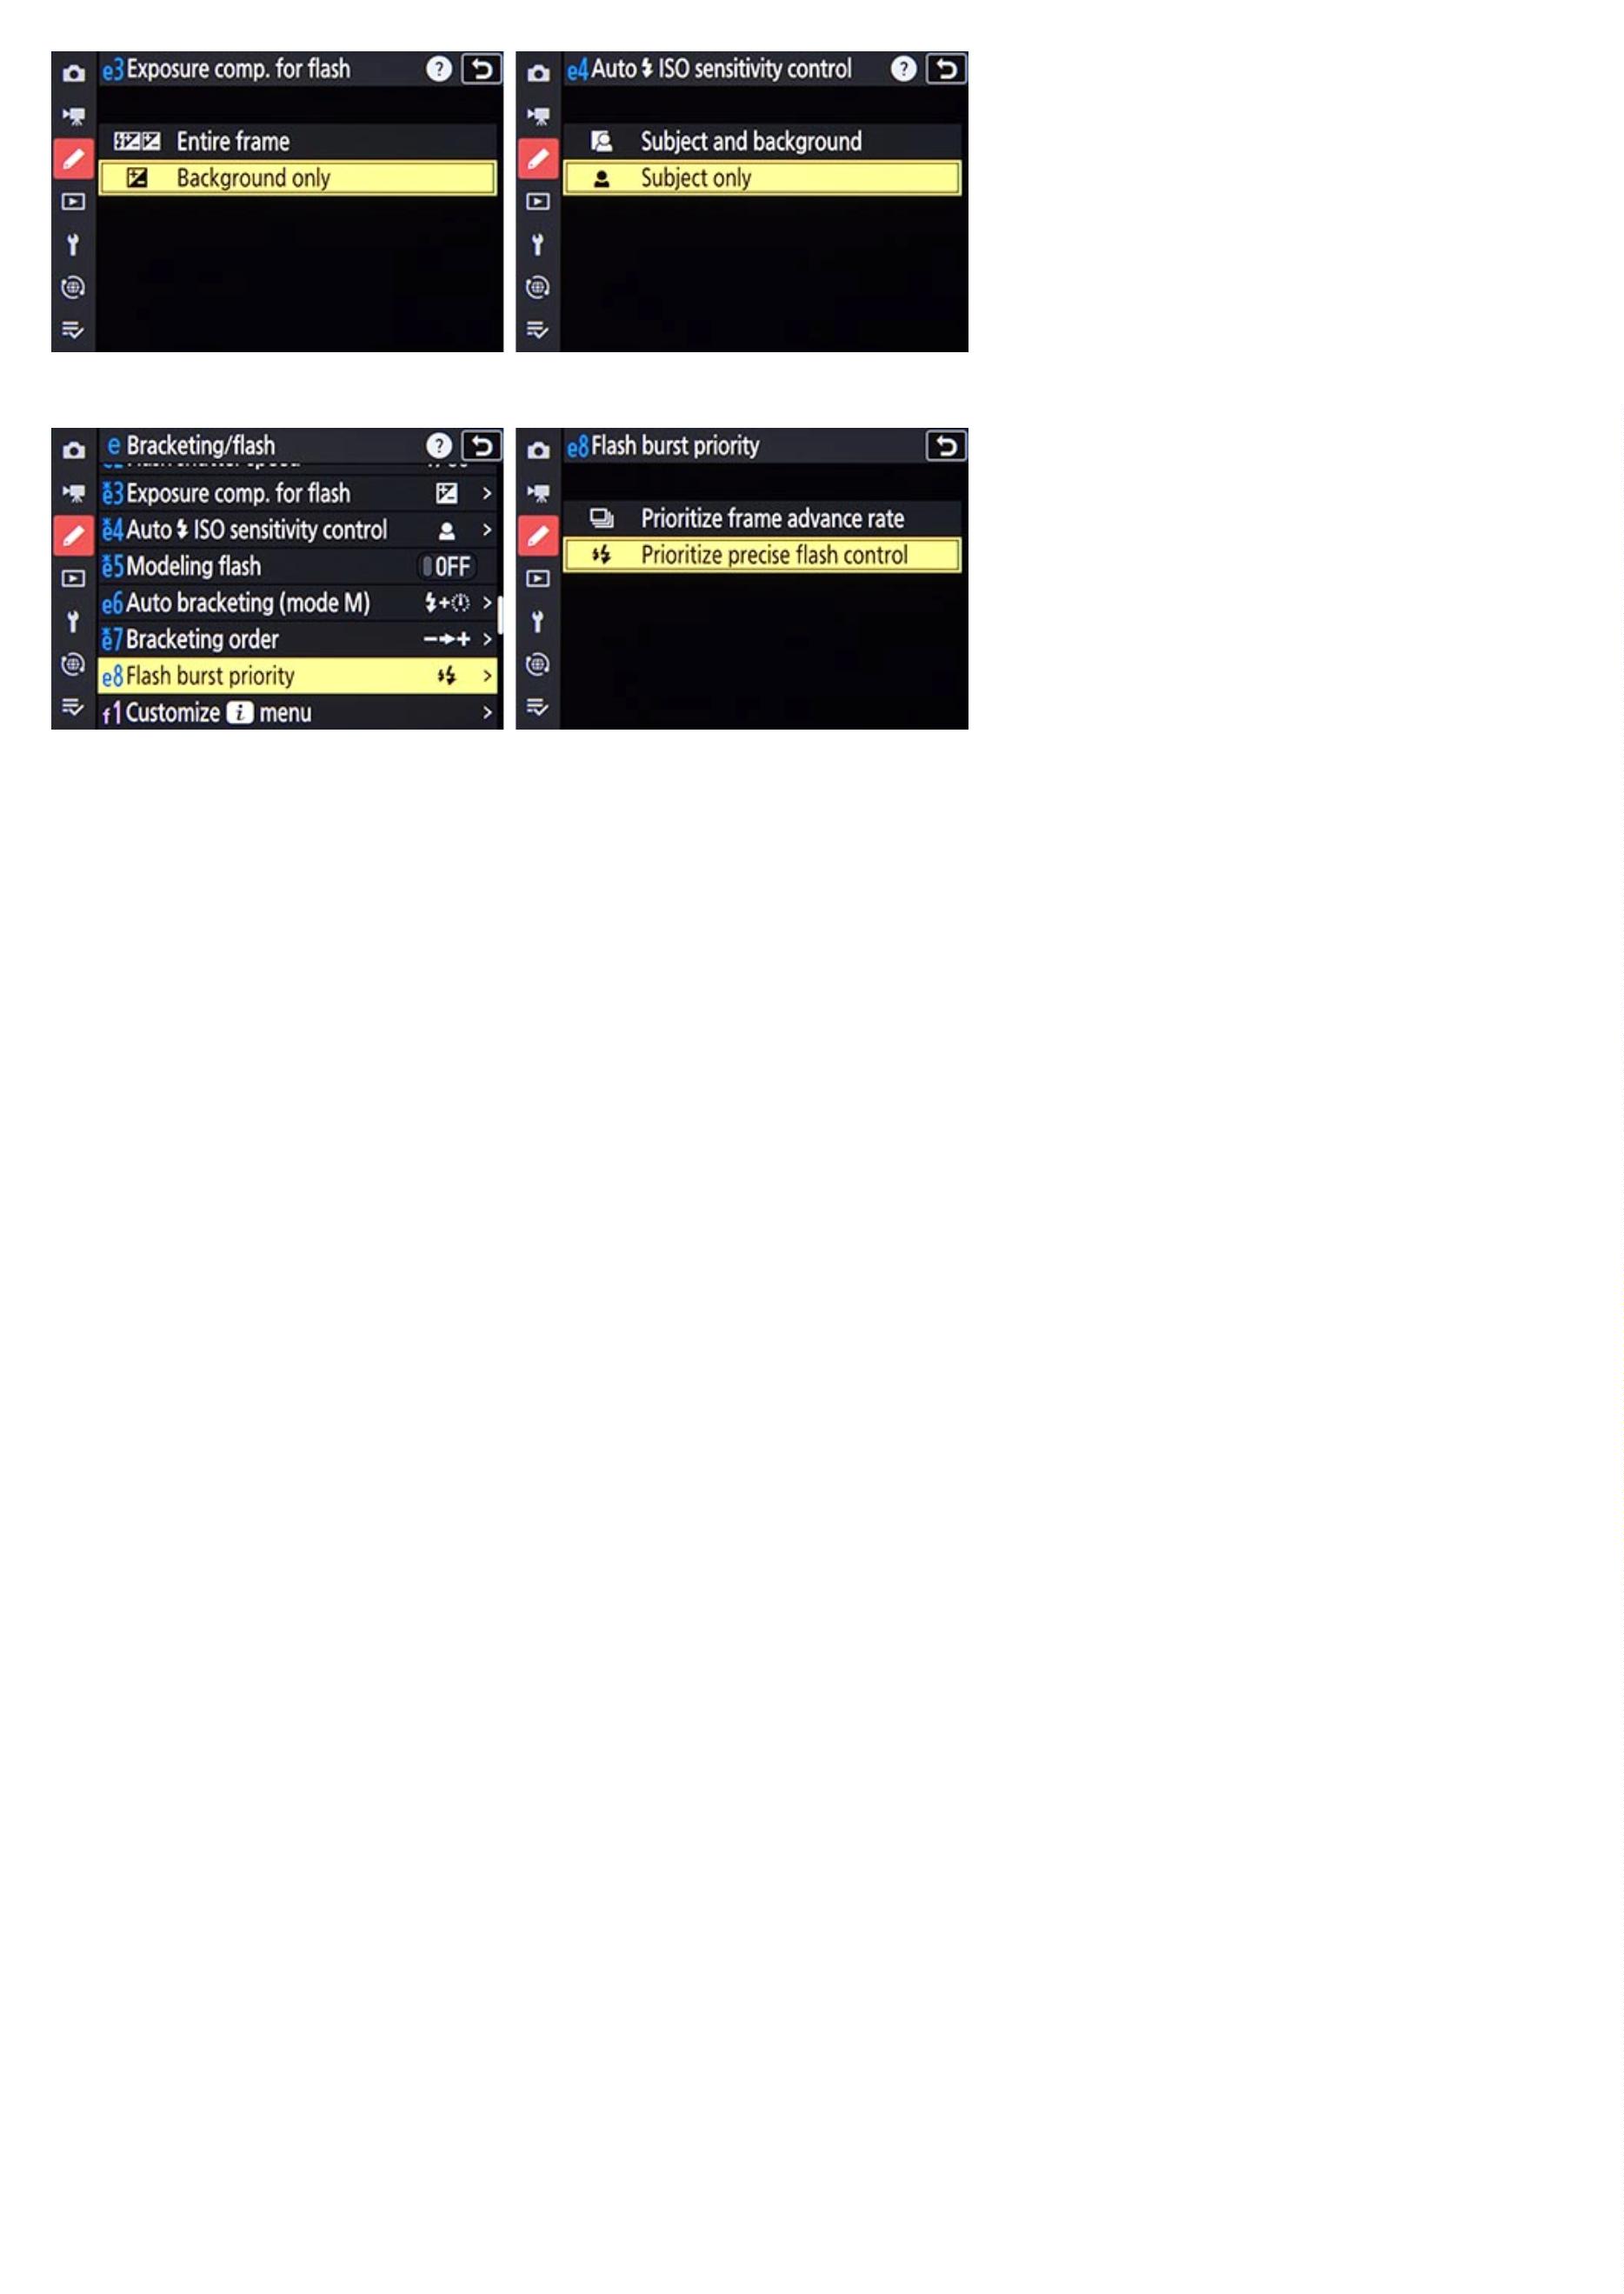 e3 Exposure comp. for flash ?
Entire frame
Background only
e4 Auto ISO sensitivity control ?
Subject and background
Subject only
e Bracketing/flash ?
e3 Exposure comp. for flash
e4 Auto ISO sensitivity control
e5 Modeling flash OFF
e6 Auto bracketing (mode M)
e7 Bracketing order
e8 Flash burst priority
f1 Customize i menu
e8 Flash burst priority
Prioritize frame advance rate
Prioritize precise flash control